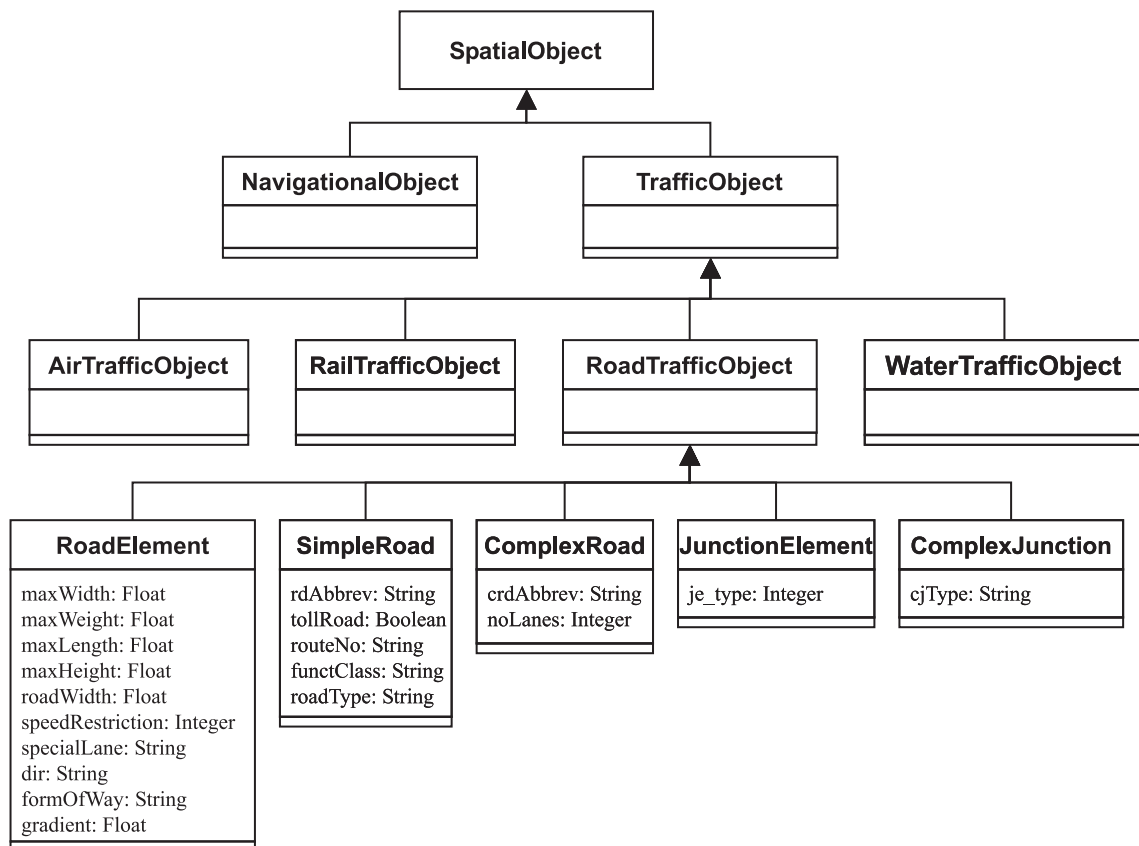 SpatialObject
NavigationalObject
TrafficObject
AirTrafficObject
RailTrafficObject
RoadTrafficObject
WaterTrafficObject
RoadElement
maxWidth: Float
maxWeight: Float
maxLength: Float
maxHeight: Float
roadWidth: Float
speedRestriction: Integer
specialLane: String
dir: String
formOfWay: String
gradient: Float
SimpleRoad
rdAbbrev: String
tollRoad: Boolean
routeNo: String
functClass: String
roadType: String
ComplexRoad
crdAbbrev: String
noLanes: Integer
JunctionElement
je_type: Integer
ComplexJunction
cjType: String